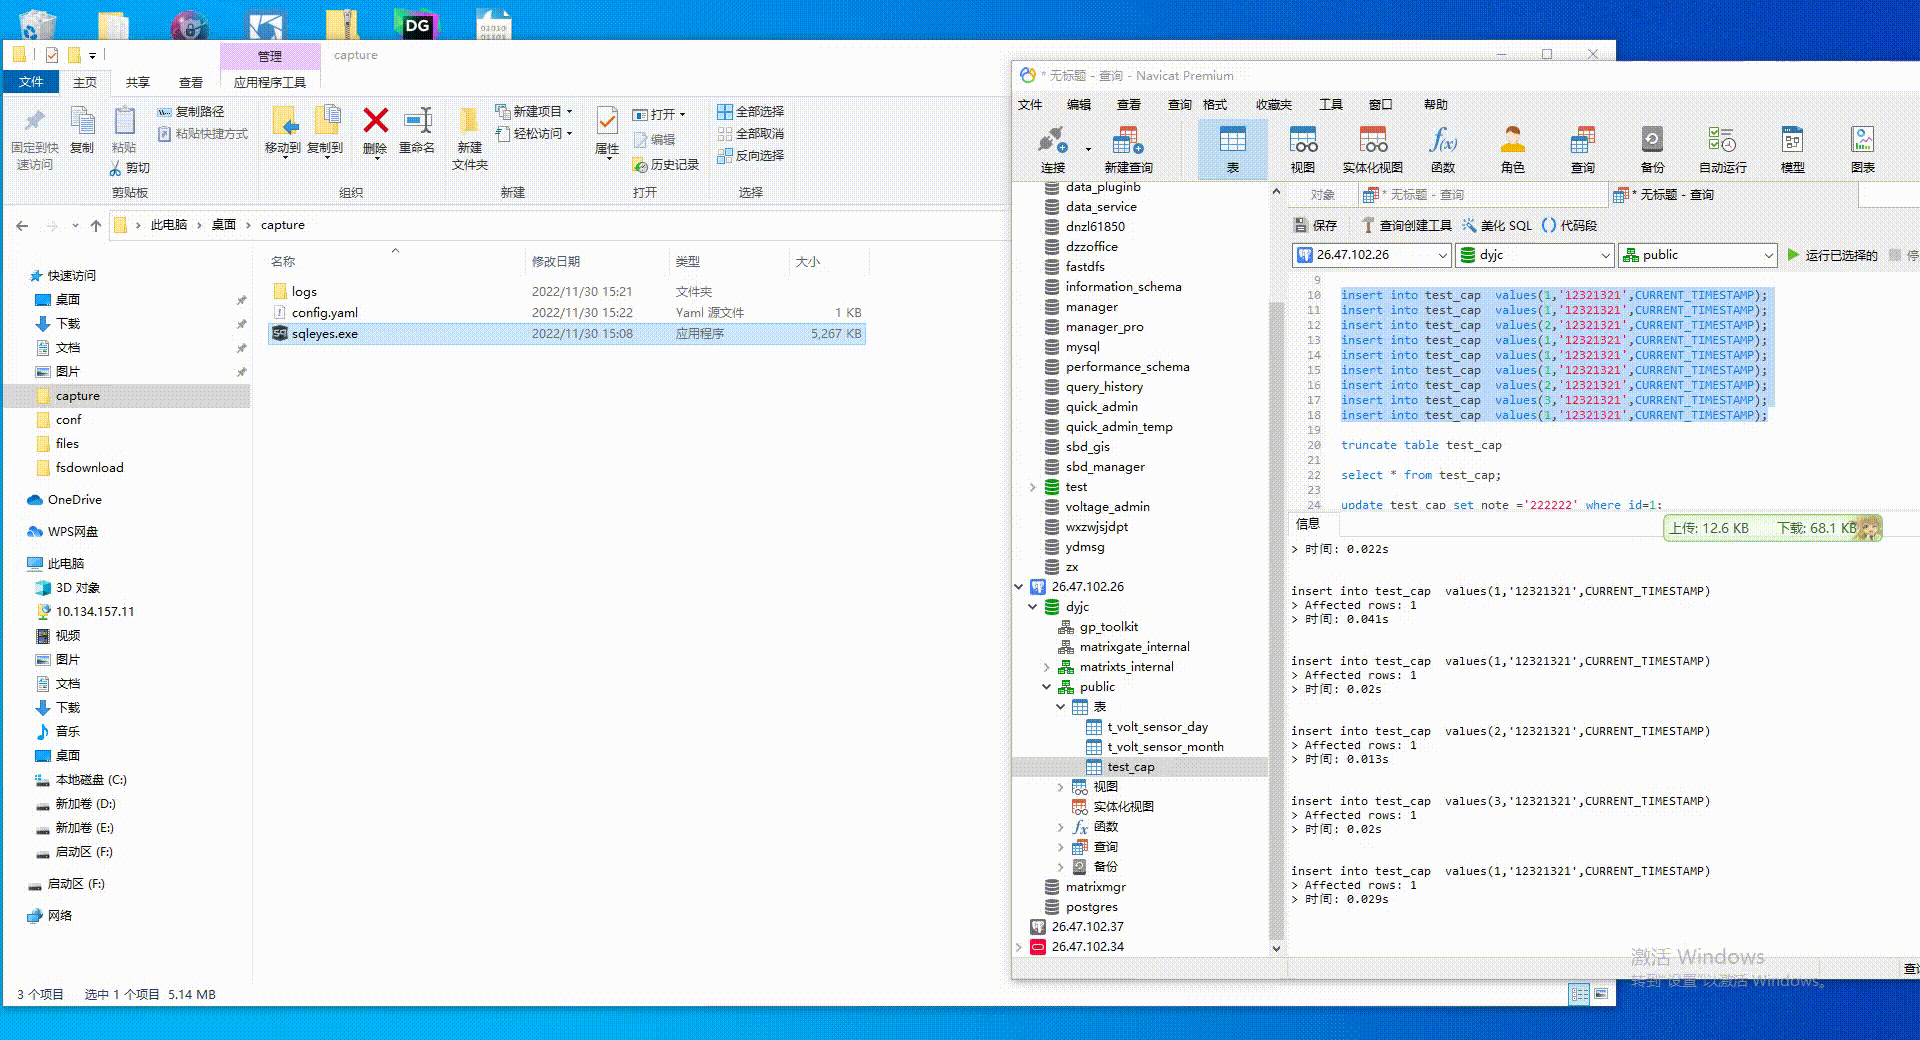 DG
管理
capture
文件
主页
共享
查看
应用程序工具
固定到快
速访问
复制
粘贴
复制路径
粘贴快捷方式
剪切
剪贴板
移动到
复制到
删除
重命名
组织
新建
文件夹
新建项目
轻松访问
新建
属性
打开
编辑
历史记录
打开
全部选择
全部取消
反向选择
选择
此电脑 › 桌面 › capture
名称
修改日期
类型
大小
logs 2022/11/30 15:21 文件夹
config.yaml 2022/11/30 15:22 Yaml 源文件 1 KB
sqleyes.exe 2022/11/30 15:08 应用程序 5,267 KB
快速访问
桌面
下载
文档
图片
capture
conf
files
fsdownload
OneDrive
WPS网盘
此电脑
3D 对象
10.134.157.11
视频
图片
文档
下载
音乐
桌面
本地磁盘 (C:)
新加卷 (D:)
新加卷 (E:)
启动区 (F:)
启动区 (F:)
网络
3 个项目 选中 1 个项目 5.14 MB
* 无标题 - 查询 - Navicat Premium
文件 编辑 查看 查询 格式 收藏夹 工具 窗口 帮助
连接 新建查询 表 视图 实体化视图 函数 角色 查询 备份 自动运行 模型 图表
data_pluginb
data_service
dnzl61850
dzzoffice
fastdfs
information_schema
manager
manager_pro
mysql
performance_schema
query_history
quick_admin
quick_admin_temp
sbd_gis
sbd_manager
test
voltage_admin
wxzwjsjdpt
ydmsg
zx
26.47.102.26
dyjc
gp_toolkit
matrixgate_internal
matrixts_internal
public
表
t_volt_sensor_day
t_volt_sensor_month
test_cap
视图
实体化视图
函数
查询
备份
matrixmgr
postgres
26.47.102.37
26.47.102.34
对象 * 无标题 - 查询 * 无标题 - 查询
保存 查询创建工具 美化 SQL () 代码段
26.47.102.26 dyjc public 运行已选择的 停
9
10 insert into test_cap  values(1,'12321321',CURRENT_TIMESTAMP);
11 insert into test_cap  values(1,'12321321',CURRENT_TIMESTAMP);
12 insert into test_cap  values(2,'12321321',CURRENT_TIMESTAMP);
13 insert into test_cap  values(1,'12321321',CURRENT_TIMESTAMP);
14 insert into test_cap  values(1,'12321321',CURRENT_TIMESTAMP);
15 insert into test_cap  values(1,'12321321',CURRENT_TIMESTAMP);
16 insert into test_cap  values(2,'12321321',CURRENT_TIMESTAMP);
17 insert into test_cap  values(3,'12321321',CURRENT_TIMESTAMP);
18 insert into test_cap  values(1,'12321321',CURRENT_TIMESTAMP);
19
20 truncate table test_cap
21
22 select * from test_cap;
23
24 update test_cap set note ='222222' where id=1;
信息
上传: 12.6 KB 下载: 68.1 KB
> 时间: 0.022s
insert into test_cap  values(1,'12321321',CURRENT_TIMESTAMP)
> Affected rows: 1
> 时间: 0.041s
insert into test_cap  values(1,'12321321',CURRENT_TIMESTAMP)
> Affected rows: 1
> 时间: 0.02s
insert into test_cap  values(2,'12321321',CURRENT_TIMESTAMP)
> Affected rows: 1
> 时间: 0.013s
insert into test_cap  values(3,'12321321',CURRENT_TIMESTAMP)
> Affected rows: 1
> 时间: 0.02s
insert into test_cap  values(1,'12321321',CURRENT_TIMESTAMP)
> Affected rows: 1
> 时间: 0.029s
激活 Windows
转到"设置"以激活 Windows。
查询